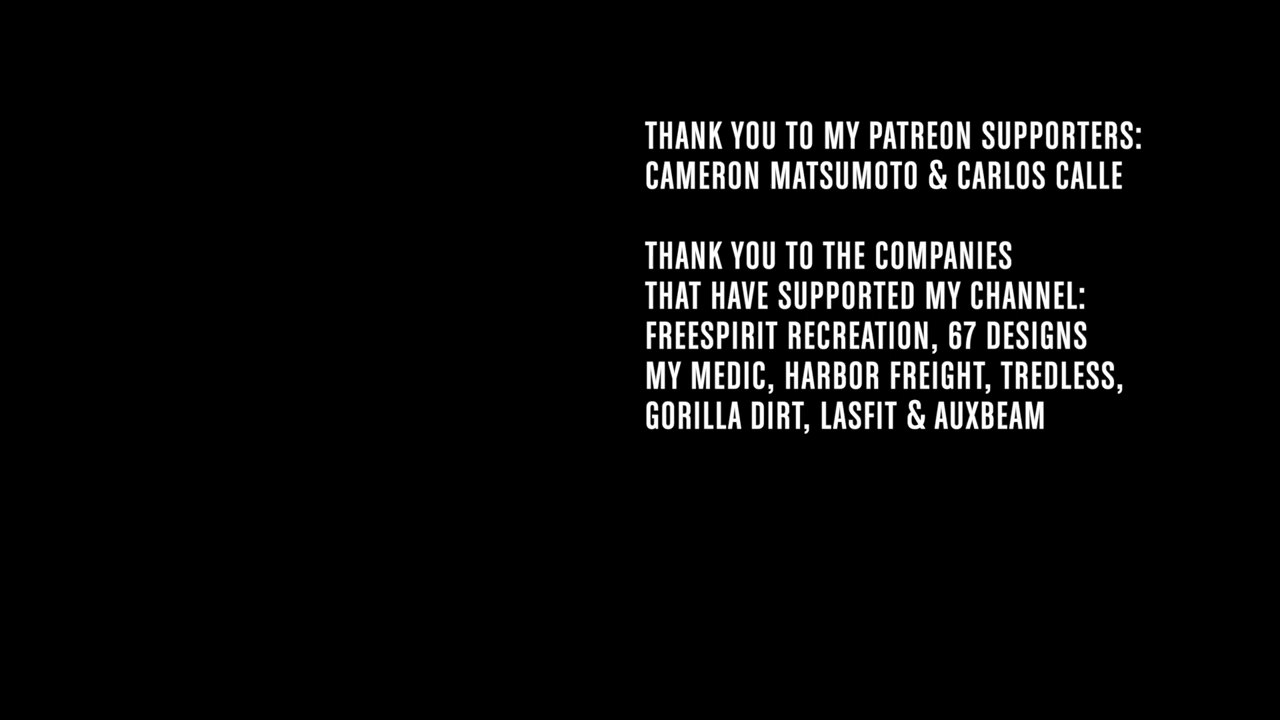 THANK YOU TO MY PATREON SUPPORTERS:
CAMERON MATSUMOTO & CARLOS CALLE
THANK YOU TO THE COMPANIES
THAT HAVE SUPPORTED MY CHANNEL:
FREESPIRIT RECREATION, 67 DESIGNS
MY MEDIC, HARBOR FREIGHT, TREDLESS,
GORILLA DIRT, LASFIT & AUXBEAM